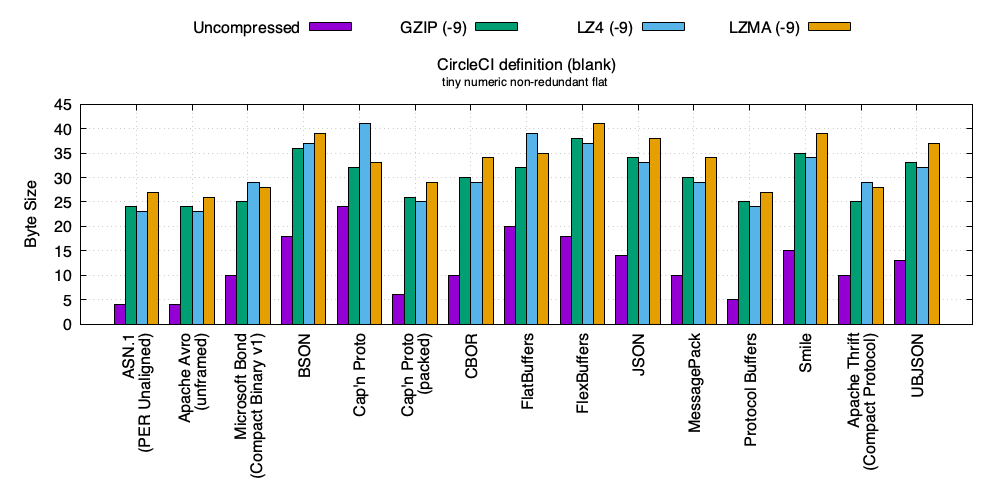 Uncompressed GZIP (-9) LZ4 (-9) LZMA (-9)
CircleCI definition (blank)
tiny numeric non-redundant flat
Byte Size
45
40
35
30
25
20
15
10
5
0
ASN.1
(PER Unaligned)
Apache Avro
(unframed)
Microsoft Bond
(Compact Binary v1)
BSON
Cap'n Proto
Cap'n Proto
(packed)
CBOR
FlatBuffers
FlexBuffers
JSON
MessagePack
Protocol Buffers
Smile
Apache Thrift
(Compact Protocol)
UBJSON